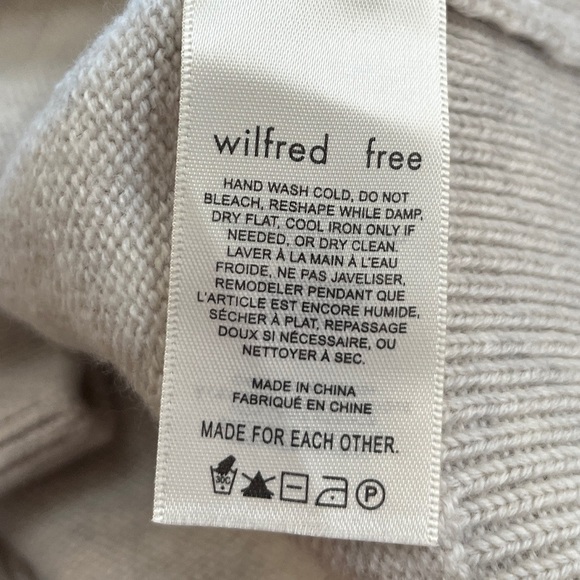 wilfred free
HAND WASH COLD, DO NOT
BLEACH, RESHAPE WHILE DAMP,
DRY FLAT, COOL IRON ONLY IF
NEEDED, OR DRY CLEAN.
LAVER À LA MAIN À L'EAU
FROIDE, NE PAS JAVELISER,
REMODELER PENDANT QUE
L'ARTICLE EST ENCORE HUMIDE,
SÉCHER À PLAT, REPASSAGE
DOUX SI NÉCESSAIRE, OU
NETTOYER À SEC.
MADE IN CHINA
FABRIQUÉ EN CHINE
MADE FOR EACH OTHER.
30C P